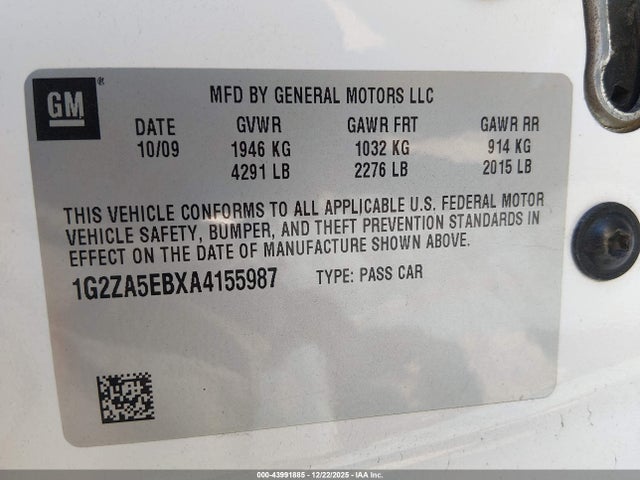 GM®
MFD BY GENERAL MOTORS LLC
DATE GVWR GAWR FRT GAWR RR
10/09 1946 KG 1032 KG 914 KG
4291 LB 2276 LB 2015 LB
THIS VEHICLE CONFORMS TO ALL APPLICABLE U.S. FEDERAL MOTOR
VEHICLE SAFETY, BUMPER, AND THEFT PREVENTION STANDARDS IN
EFFECT ON THE DATE OF MANUFACTURE SHOWN ABOVE.
1G2ZA5EBXA4155987 TYPE: PASS CAR
000-43991885 - 12/22/2025 - IAA Inc.